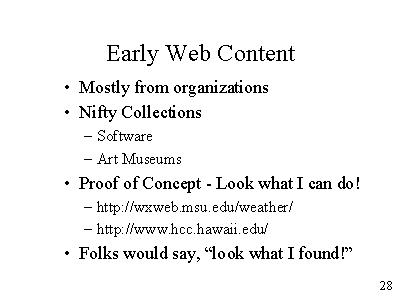 Early Web Content
• Mostly from organizations
• Nifty Collections
– Software
– Art Museums
• Proof of Concept - Look what I can do!
– http://wxweb.msu.edu/weather/
– http://www.hcc.hawaii.edu/
• Folks would say, “look what I found!”
28